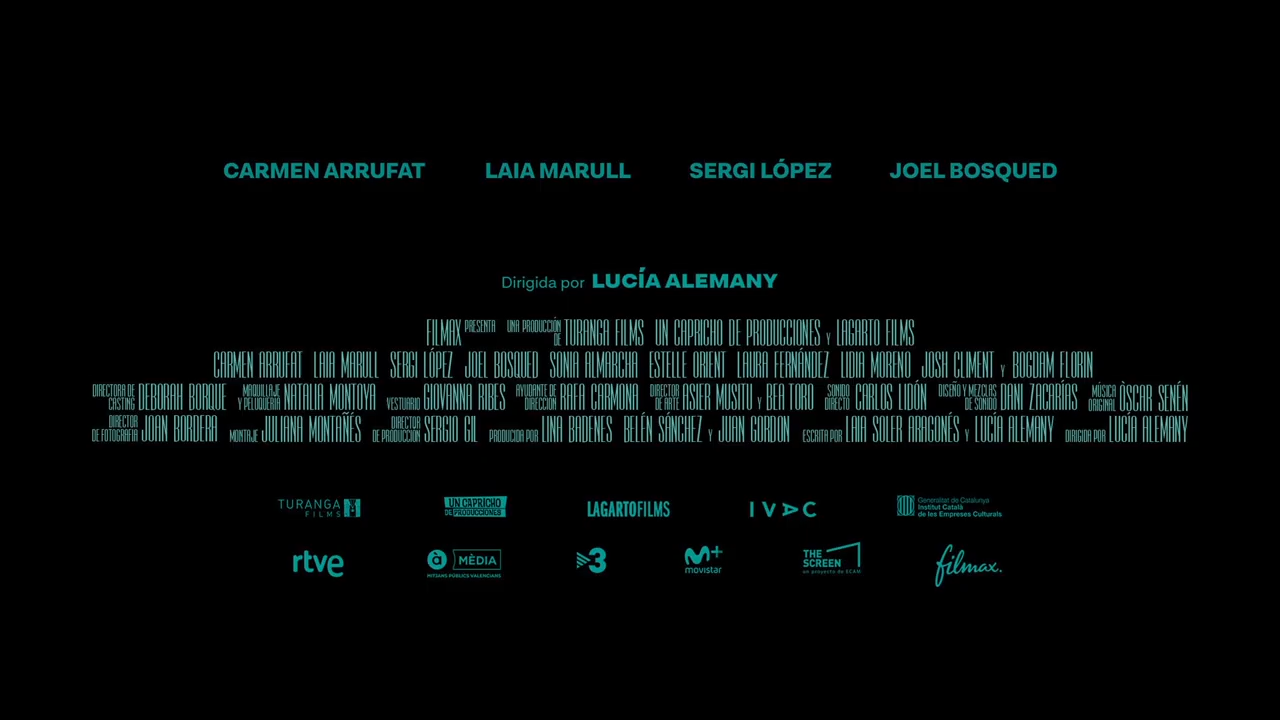 CARMEN ARRUFAT LAIA MARULL SERGI LÓPEZ JOEL BOSQUED
Dirigida por LUCÍA ALEMANY
FILMAX PRESENTA UNA PRODUCCIÓN DE TURANGA FILMS UN CAPRICHO DE PRODUCCIONES Y LAGARTO FILMS
CARMEN ARRUFAT LAIA MARULL SERGI LÓPEZ JOEL BOSQUED SONIA ALMARCHA ESTELLE ORIENT LAURA FERNÁNDEZ LIDIA MORENO JOSH CLIMENT Y BOGDAM FLORIN
DIRECTORA DE CASTING DEBORAH BORQUE MAQUILLAJE Y PELUQUERIA NATALIA MONTOYA VESTUARIO GIOVANNA RIBES AYUDANTE DE DIRECCION RAFA CARMONA DIRECTOR DE ARTE ASIER MUSITU Y BEA TORO SONIDO DIRECTO CARLOS LIDÓN DISEÑO Y MEZCLAS DE SONIDO DANI ZACARÍAS MÚSICA ORIGINAL ÒSCAR SENÉN
DIRECTOR DE FOTOGRAFIA JOAN BORDERA MONTAJE JULIANA MONTAÑÉS DIRECTOR DE PRODUCCION SERGIO GIL PRODUCIDA POR LINA BADENES BELÉN SÁNCHEZ Y JUAN GORDON ESCRITA POR LAIA SOLER ARAGONÉS Y LUCÍA ALEMANY DIRIGIDA POR LUCÍA ALEMANY
TURANGA FILMS
UN CAPRICHO DE PRODUCCIONES
LAGARTOFILMS
IVAC
Generalitat de Catalunya
Institut Català
de les Empreses Culturals
rtve
à MÈDIA
MITJANS PÚBLICS VALENCIANS
3
movistar
THE SCREEN
un proyecto de ECAM
filmax.